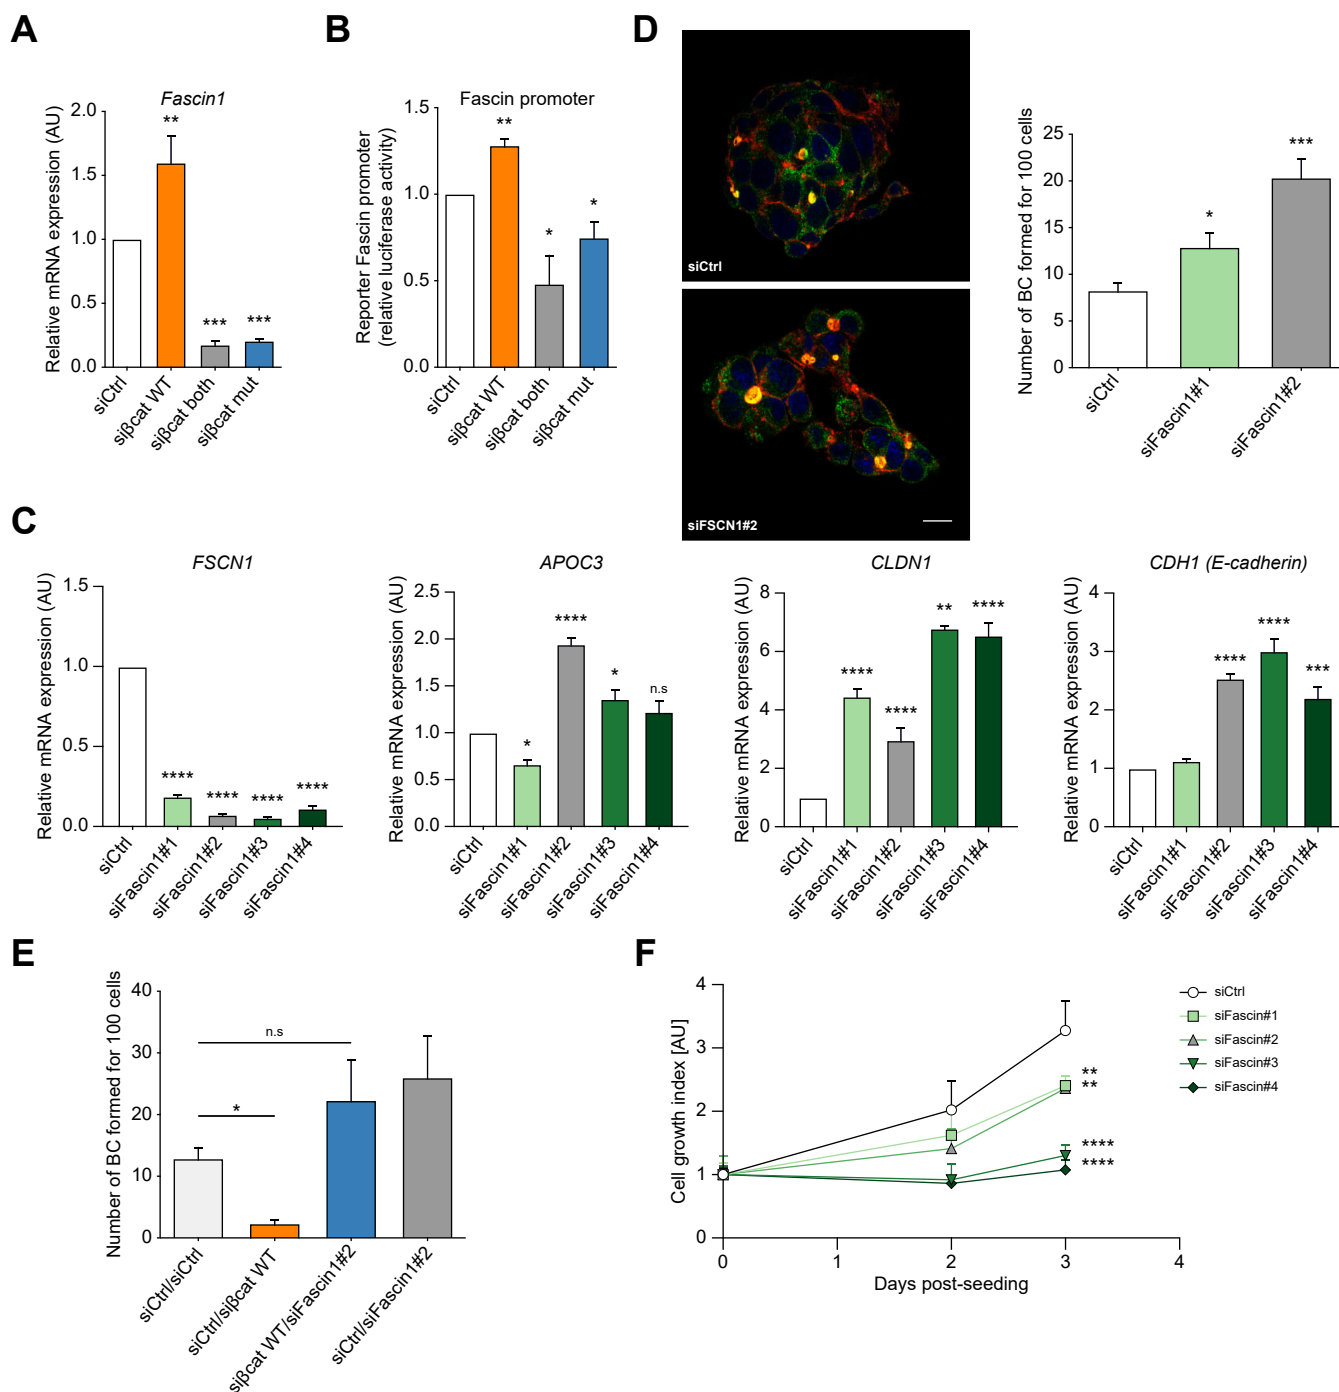 A
Fascin1
Relative mRNA expression (AU)
2.0
1.5
1.0
0.5
0.0
**
***
***
siCtrl
siβcat WT
siβcat both
siβcat mut
B
Fascin promoter
Reporter Fascin promoter
(relative luciferase activity)
1.5
1.0
0.5
0.0
**
*
*
siCtrl
siβcat WT
siβcat both
siβcat mut
D
siCtrl
siFSCN1#2
Number of BC formed for 100 cells
25
20
15
10
5
0
*
***
siCtrl
siFascin1#1
siFascin1#2
C
FSCN1
Relative mRNA expression (AU)
1.5
1.0
0.5
0.0
****
****
****
****
siCtrl
siFascin1#1
siFascin1#2
siFascin1#3
siFascin1#4
APOC3
Relative mRNA expression (AU)
2.5
2.0
1.5
1.0
0.5
0.0
*
****
*
n.s
siCtrl
siFascin1#1
siFascin1#2
siFascin1#3
siFascin1#4
CLDN1
Relative mRNA expression (AU)
8
6
4
2
0
****
****
**
****
siCtrl
siFascin1#1
siFascin1#2
siFascin1#3
siFascin1#4
CDH1 (E-cadherin)
Relative mRNA expression (AU)
4
3
2
1
0
****
****
***
siCtrl
siFascin1#1
siFascin1#2
siFascin1#3
siFascin1#4
E
Number of BC formed for 100 cells
40
30
20
10
0
n.s
*
siCtrl/siCtrl
siCtrl/siβcat WT
siβcat WT/siFascin1#2
siCtrl/siFascin1#2
F
Cell growth index [AU]
4
3
2
1
0
0
1
2
3
4
Days post-seeding
**
**
****
****
siCtrl
siFascin#1
siFascin#2
siFascin#3
siFascin#4